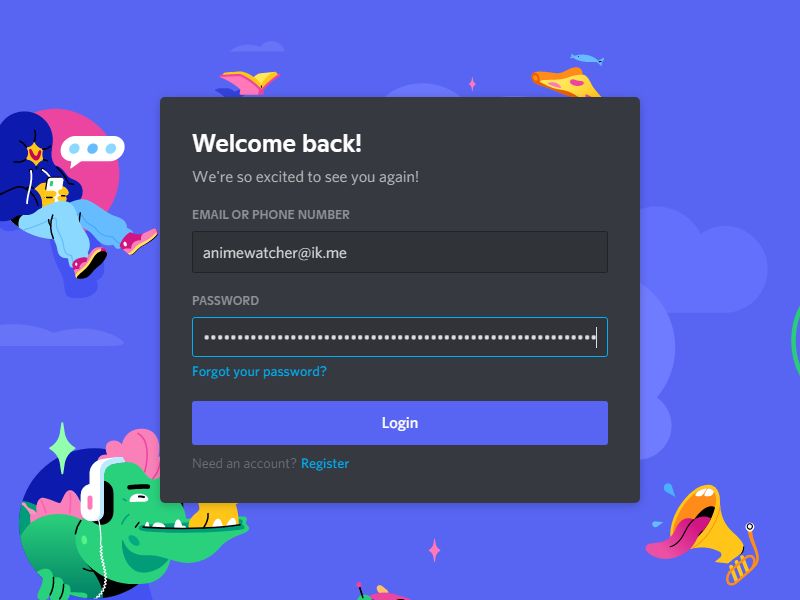 Welcome back!
We're so excited to see you again!
EMAIL OR PHONE NUMBER
animewatcher@ik.me
PASSWORD
Forgot your password?
Login
Need an account? Register